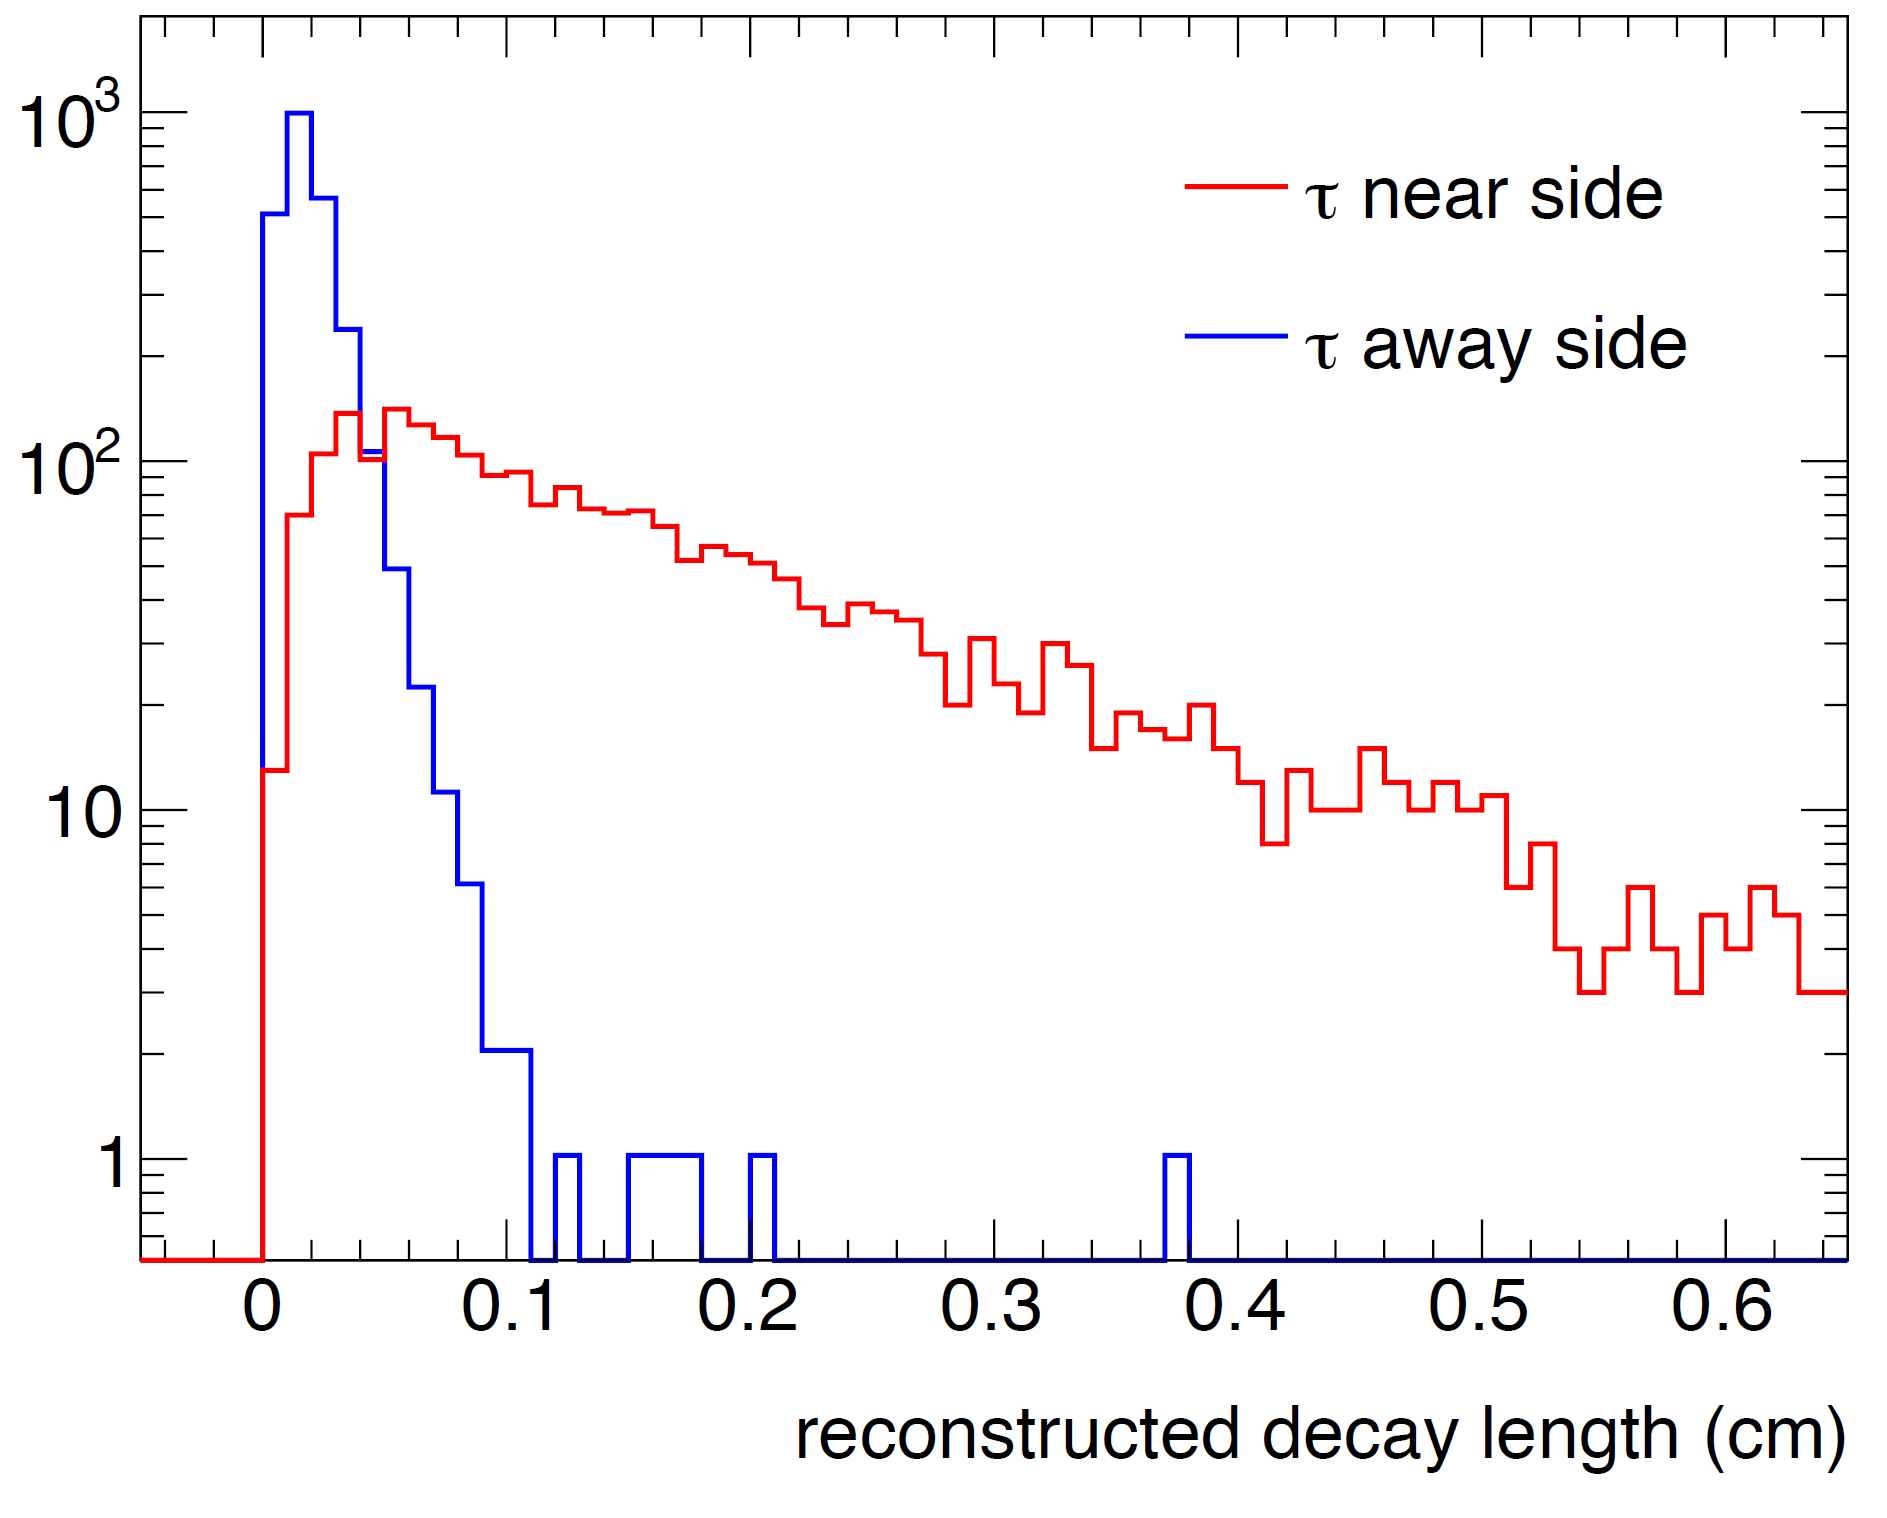 10³
10²
10
1
τ near side
τ away side
0 0.1 0.2 0.3 0.4 0.5 0.6
reconstructed decay length (cm)